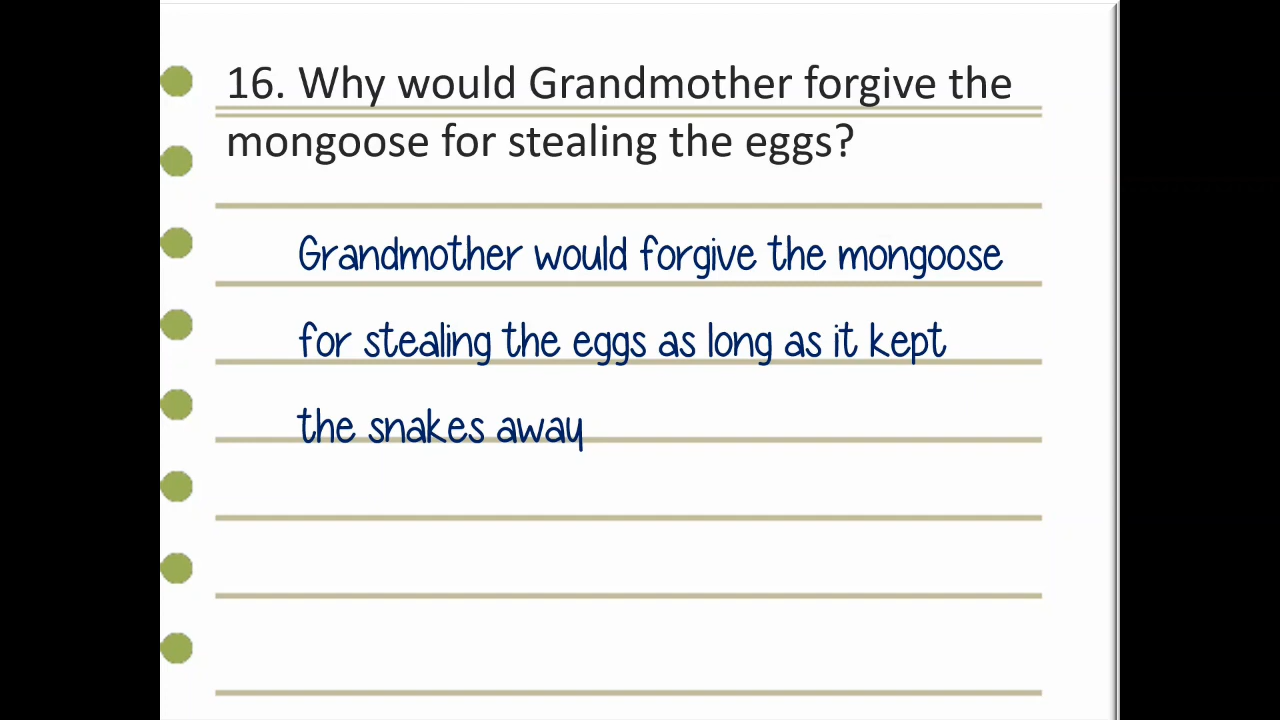 16. Why would Grandmother forgive the
mongoose for stealing the eggs?
Grandmother would forgive the mongoose
for stealing the eggs as long as it kept
the snakes away